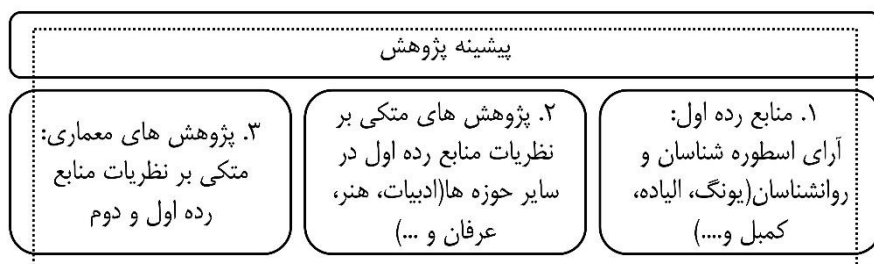 پیشینه پژوهش
۱. منابع رده اول:
آرای اسطوره شناسان و
روانشناسان(یونگ، الیاده،
کمبل و....)
۲. پژوهش های متکی بر
نظریات منابع رده اول در
سایر حوزه ها(ادبیات، هنر،
عرفان و ...)
۳. پژوهش های معماری:
متکی بر نظریات منابع
رده اول و دوم